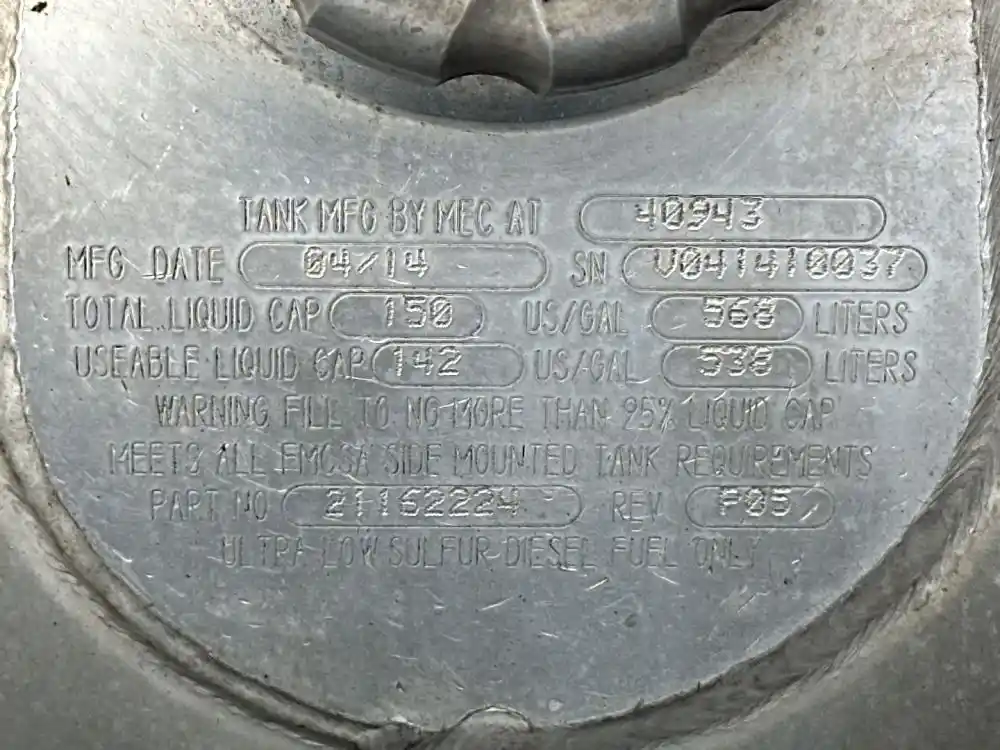 TANK MFG BY MEC AT 40943
MFG DATE 04/14 SN V041410037
TOTAL LIQUID CAP 150 US/GAL 568 LITERS
USEABLE LIQUID CAP 142 US/GAL 538 LITERS
WARNING FILL TO NO MORE THAN 95% LIQUID CAP
MEETS ALL FMCSA SIDE MOUNTED TANK REQUIREMENTS
PART NO 21162224 REV P05
ULTRA LOW SULFUR DIESEL FUEL ONLY